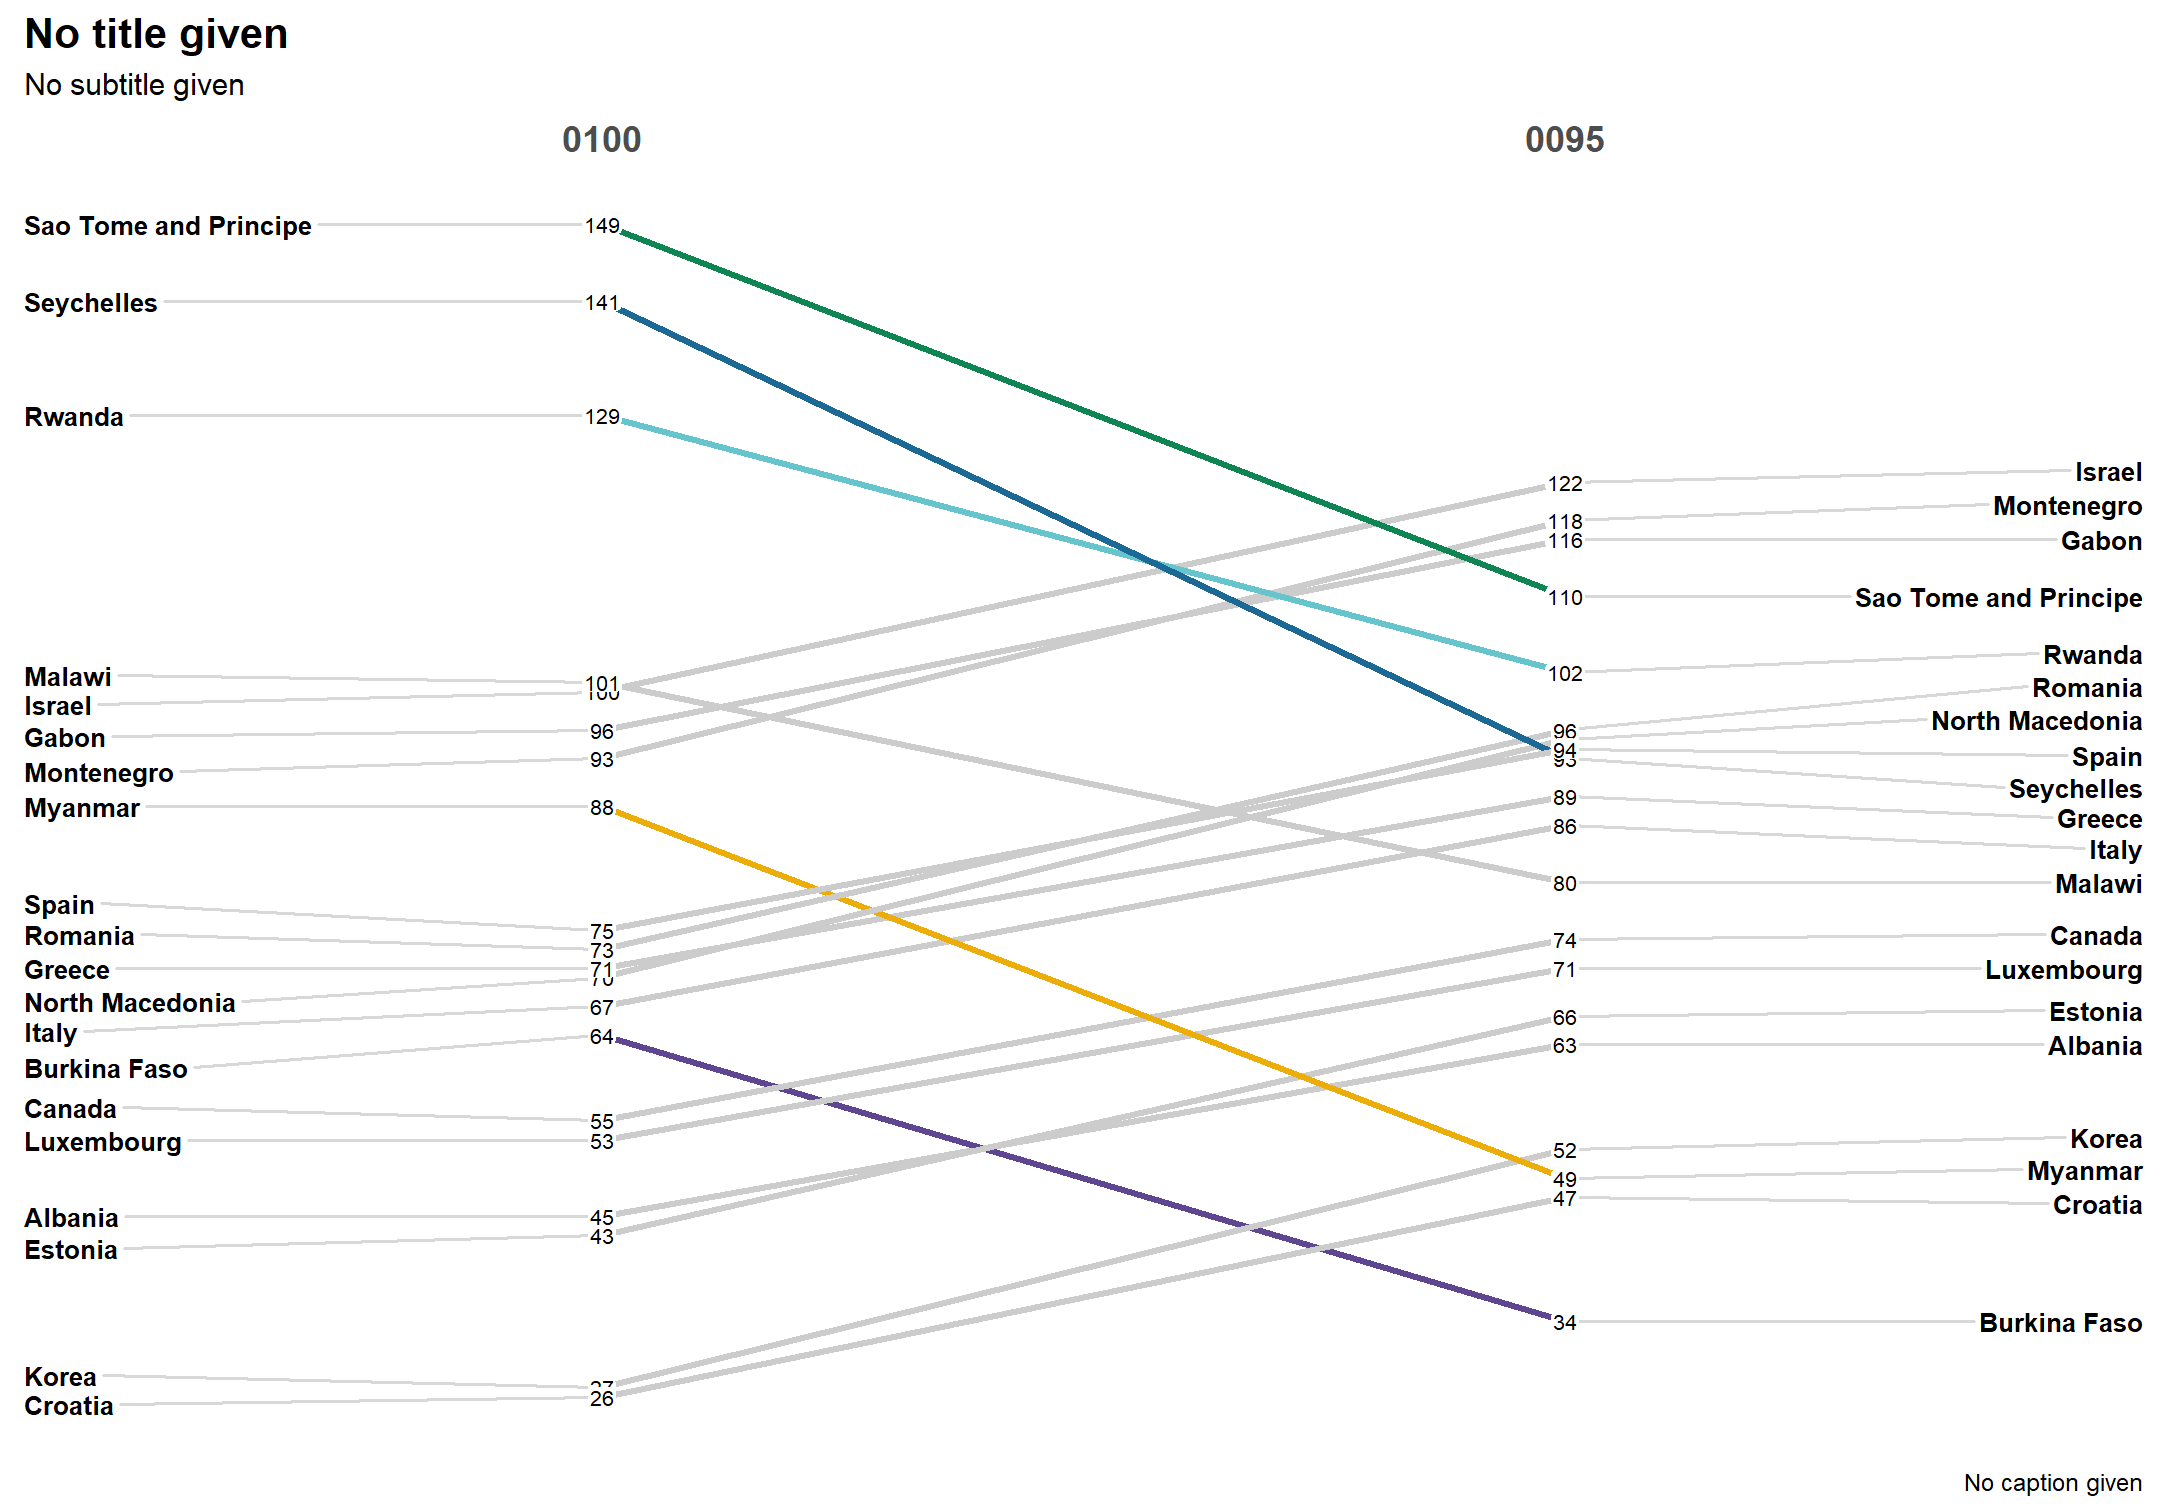 No title given
No subtitle given
0100 0095
Sao Tome and Principe 149
Seychelles 141
Rwanda 129
122 Israel
118 Montenegro
116 Gabon
110 Sao Tome and Principe
102 Rwanda
Malawi 101
Israel 100
Gabon 96
Montenegro 93
Myanmar 88
96 Romania
North Macedonia
94 Spain
93 Seychelles
89 Greece
86 Italy
80 Malawi
Spain 75
Romania 73
Greece 71
North Macedonia 70
Italy 67
Burkina Faso 64
74 Canada
71 Luxembourg
66 Estonia
63 Albania
Canada 55
Luxembourg 53
Albania 45
Estonia 43
52 Korea
49 Myanmar
47 Croatia
34 Burkina Faso
Korea 27
Croatia 26
No caption given